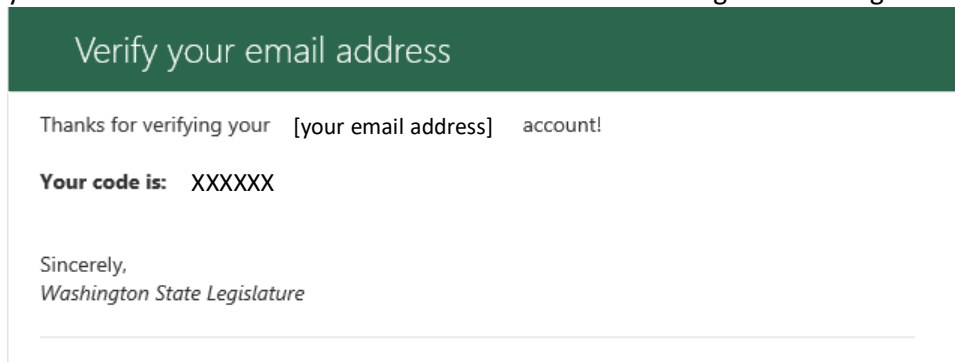 Verify your email address
Thanks for verifying your [your email address] account!
Your code is: XXXXXX
Sincerely,
Washington State Legislature